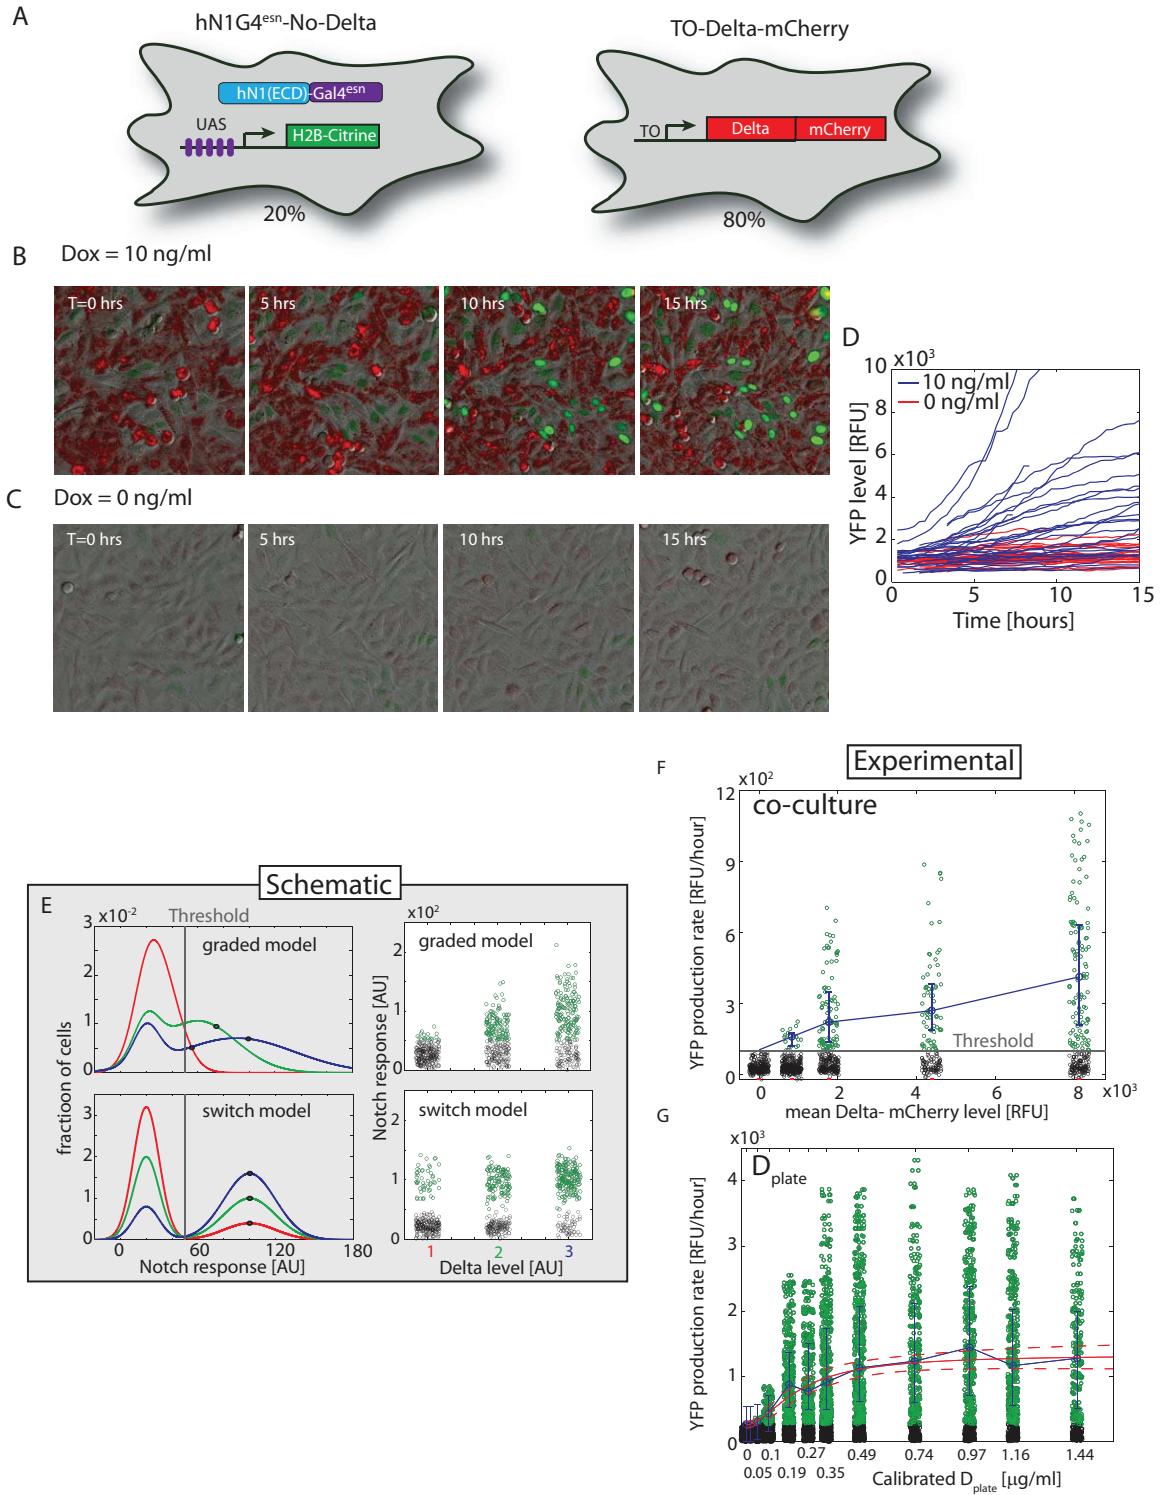 A
hN1G4esn-No-Delta
TO-Delta-mCherry
hN1(ECD)-Gal4esn
UAS
H2B-Citrine
20%
TO
Delta
mCherry
80%
B
Dox = 10 ng/ml
T=0 hrs
5 hrs
10 hrs
15 hrs
C
Dox = 0 ng/ml
T=0 hrs
5 hrs
10 hrs
15 hrs
D
x10³
10
8
6
4
2
0
YFP level [RFU]
10 ng/ml
0 ng/ml
0
5
10
15
Time [hours]
Schematic
E
x10⁻²
3
2
1
0
Threshold
graded model
fractioon of cells
3
2
1
0
switch model
0
60
120
180
Notch response [AU]
x10²
2
1
0
graded model
Notch response [AU]
2
1
0
switch model
1
2
3
Delta level [AU]
Experimental
F
x10²
12
9
6
3
0
co-culture
YFP production rate [RFU/hour]
Threshold
0
2
4
6
8
x10³
mean Delta- mCherry level [RFU]
G
x10³
4
3
2
1
0
Dplate
YFP production rate [RFU/hour]
0
0.05
0.1
0.19
0.27
0.35
0.49
0.74
0.97
1.16
1.44
Calibrated Dplate [μg/ml]